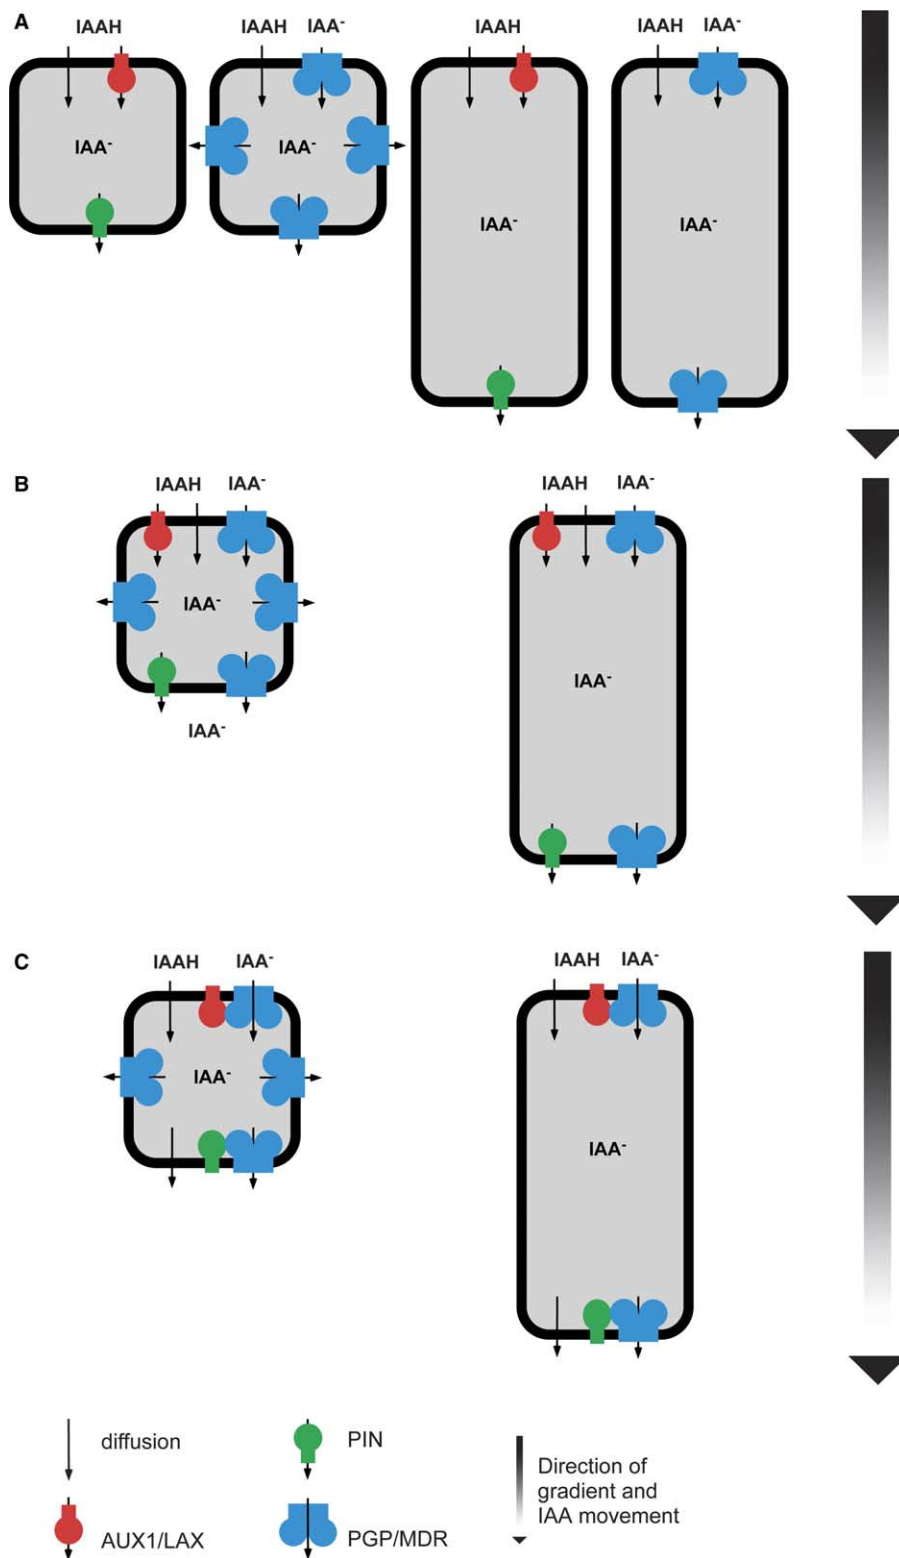 A
IAAH
IAAH IAA⁻
IAAH
IAAH IAA⁻
IAA⁻
IAA⁻
IAA⁻
IAA⁻
B
IAAH IAA⁻
IAAH IAA⁻
IAA⁻
IAA⁻
IAA⁻
C
IAAH IAA⁻
IAAH IAA⁻
IAA⁻
IAA⁻
diffusion
PIN
AUX1/LAX
PGP/MDR
Direction of
gradient and
IAA movement